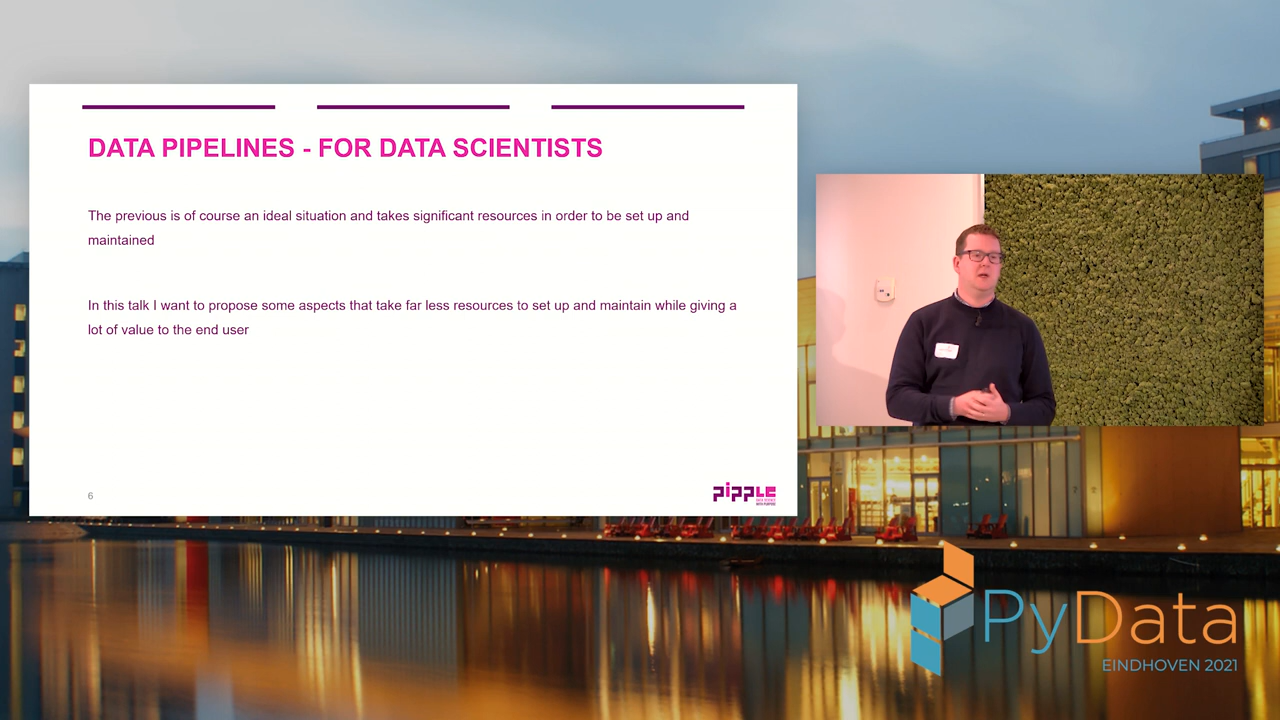 DATA PIPELINES - FOR DATA SCIENTISTS
The previous is of course an ideal situation and takes significant resources in order to be set up and
maintained
In this talk I want to propose some aspects that take far less resources to set up and maintain while giving a
lot of value to the end user
6
pipple
PyData
EINDHOVEN 2021